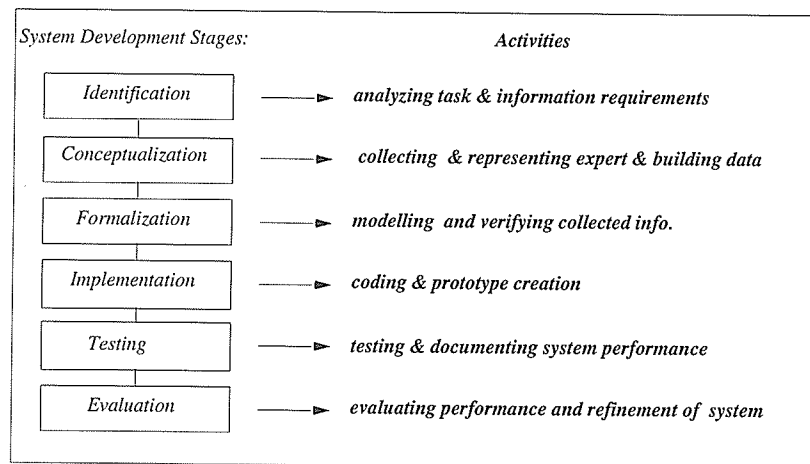 System Development Stages: Activities
Identification analyzing task & information requirements
Conceptualization collecting & representing expert & building data
Formalization modelling and verifying collected info.
Implementation coding & prototype creation
Testing testing & documenting system performance
Evaluation evaluating performance and refinement of system